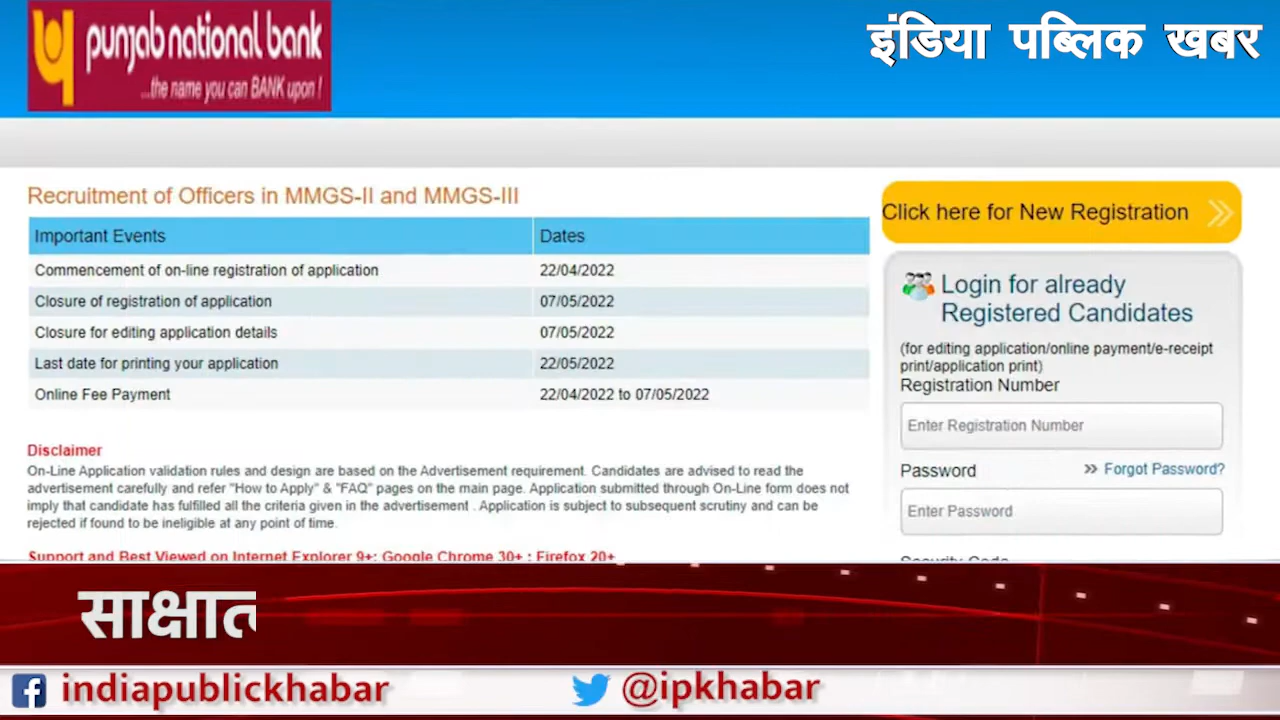 punjab national bank
...the name you can BANK upon !
इंडिया पब्लिक खबर
Recruitment of Officers in MMGS-II and MMGS-III
Important Events Dates
Commencement of on-line registration of application 22/04/2022
Closure of registration of application 07/05/2022
Closure for editing application details 07/05/2022
Last date for printing your application 22/05/2022
Online Fee Payment 22/04/2022 to 07/05/2022
Disclaimer
On-Line Application validation rules and design are based on the Advertisement requirement. Candidates are advised to read the
advertisement carefully and refer "How to Apply" & "FAQ" pages on the main page. Application submitted through On-Line form does not
imply that candidate has fulfilled all the criteria given in the advertisement . Application is subject to subsequent scrutiny and can be
rejected if found to be ineligible at any point of time.
Support and Best Viewed on Internet Explorer 9+; Google Chrome 30+ ; Firefox 20+
Click here for New Registration
Login for already
Registered Candidates
(for editing application/online payment/e-receipt
print/application print)
Registration Number
Enter Registration Number
Password >> Forgot Password?
Enter Password
Security Code
साक्षात
indiapublickhabar @ipkhabar